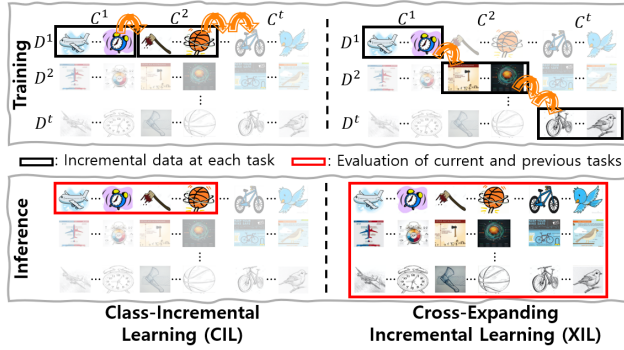 C¹ C² Cᵗ C¹ C² Cᵗ
Training
D¹ D¹
D² D²
Dᵗ Dᵗ
: Incremental data at each task : Evaluation of current and previous tasks
Inference
Class-Incremental
Learning (CIL)
Cross-Expanding
Incremental Learning (XIL)